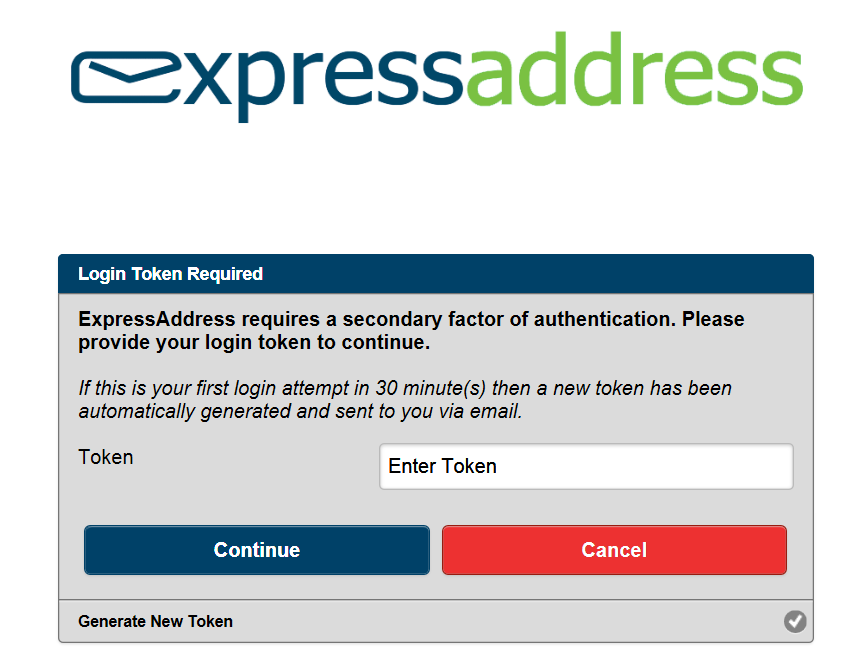 expressaddress
Login Token Required
ExpressAddress requires a secondary factor of authentication. Please
provide your login token to continue.
If this is your first login attempt in 30 minute(s) then a new token has been
automatically generated and sent to you via email.
Token
Enter Token
Continue
Cancel
Generate New Token